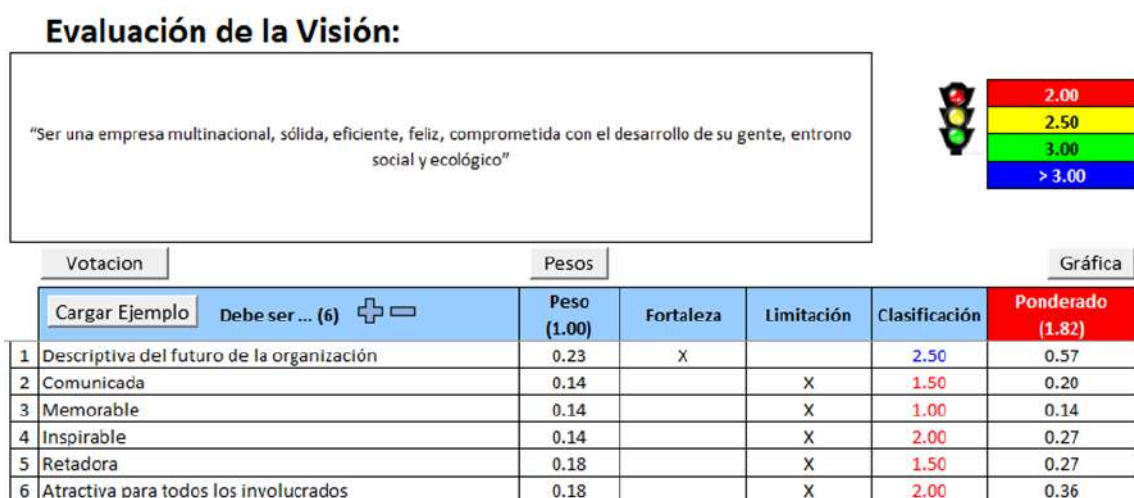 Evaluación de la Visión:
“Ser una empresa multinacional, sólida, eficiente, feliz, comprometida con el desarrollo de su gente, entrono
social y ecológico”
2.00
2.50
3.00
> 3.00
Votacion Pesos Gráfica
Cargar Ejemplo Debe ser ... (6) Peso (1.00) Fortaleza Limitación Clasificación Ponderado (1.82)
1 Descriptiva del futuro de la organización 0.23 X 2.50 0.57
2 Comunicada 0.14 X 1.50 0.20
3 Memorable 0.14 X 1.00 0.14
4 Inspirable 0.14 X 2.00 0.27
5 Retadora 0.18 X 1.50 0.27
6 Atractiva para todos los involucrados 0.18 X 2.00 0.36